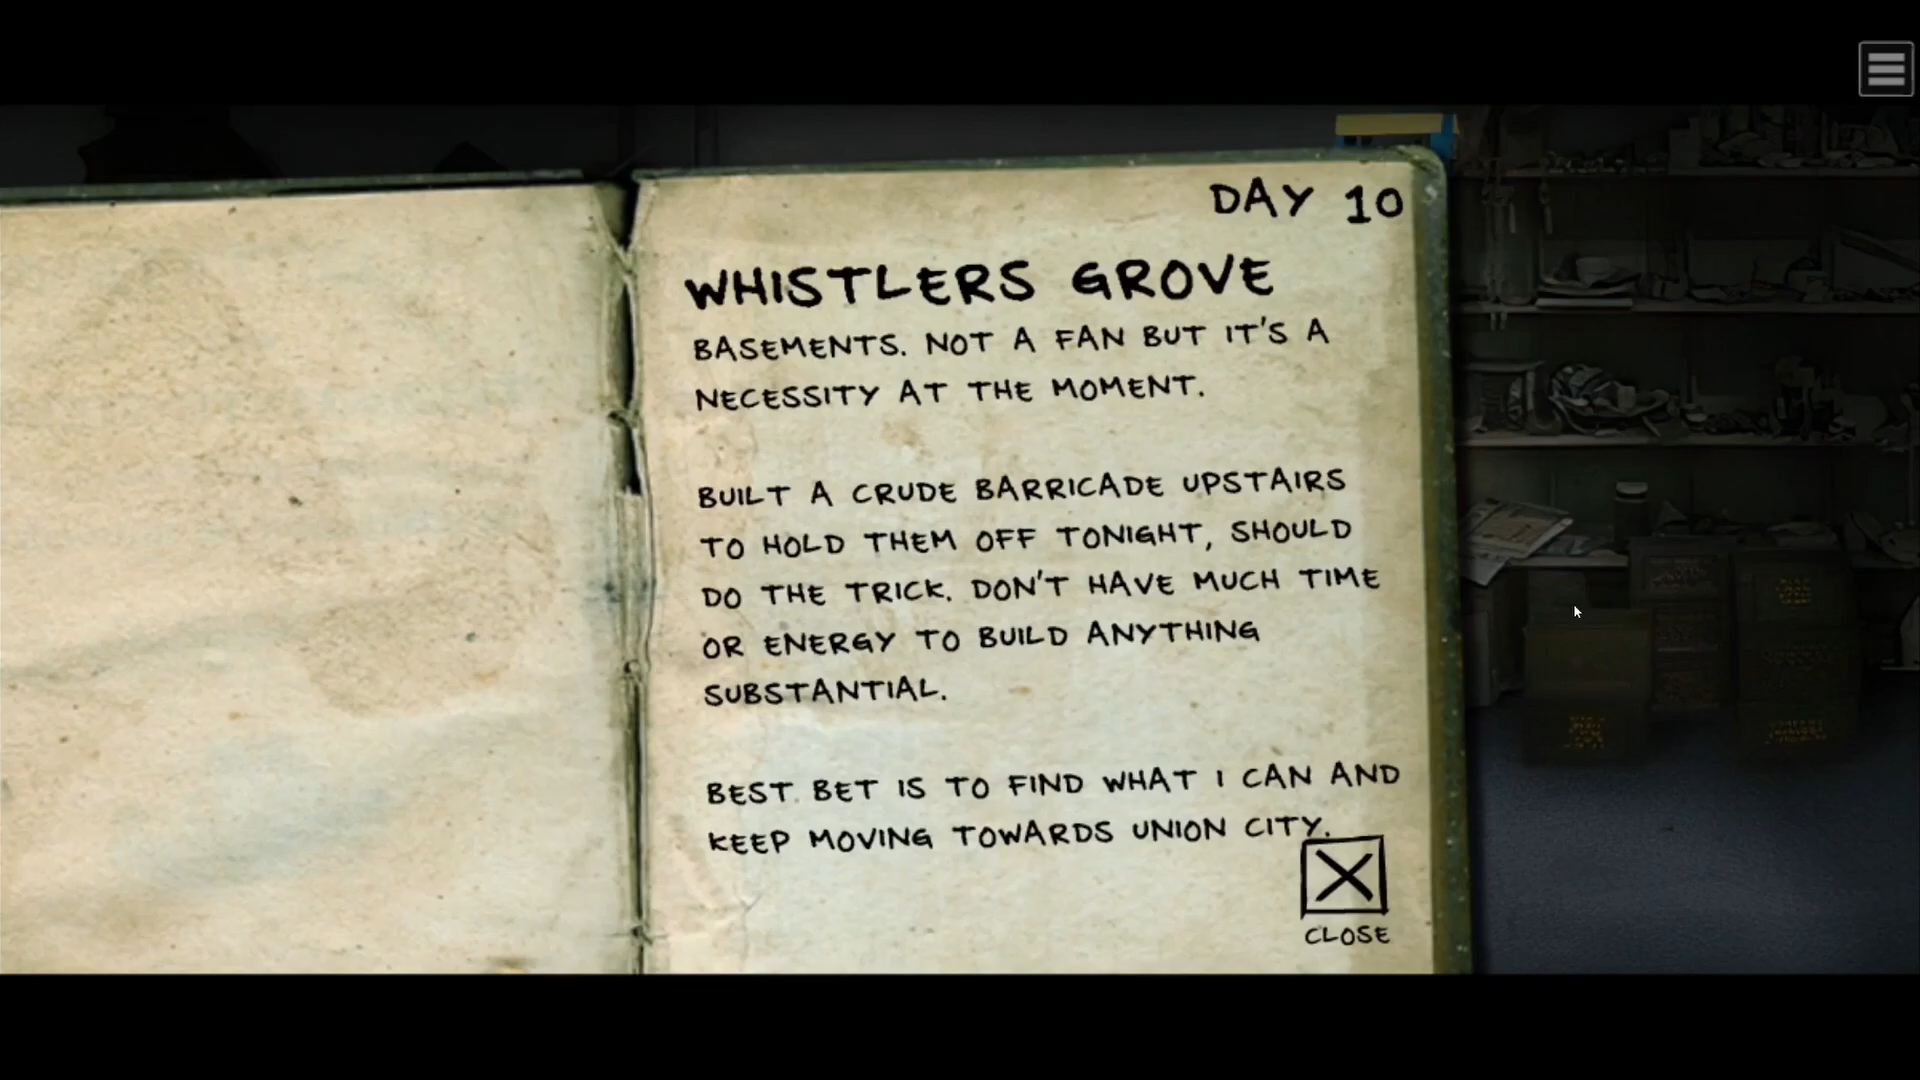 DAY 10
WHISTLERS GROVE
BASEMENTS. NOT A FAN BUT IT'S A
NECESSITY AT THE MOMENT.
BUILT A CRUDE BARRICADE UPSTAIRS
TO HOLD THEM OFF TONIGHT, SHOULD
DO THE TRICK. DON'T HAVE MUCH TIME
OR ENERGY TO BUILD ANYTHING
SUBSTANTIAL.
BEST BET IS TO FIND WHAT I CAN AND
KEEP MOVING TOWARDS UNION CITY.
CLOSE